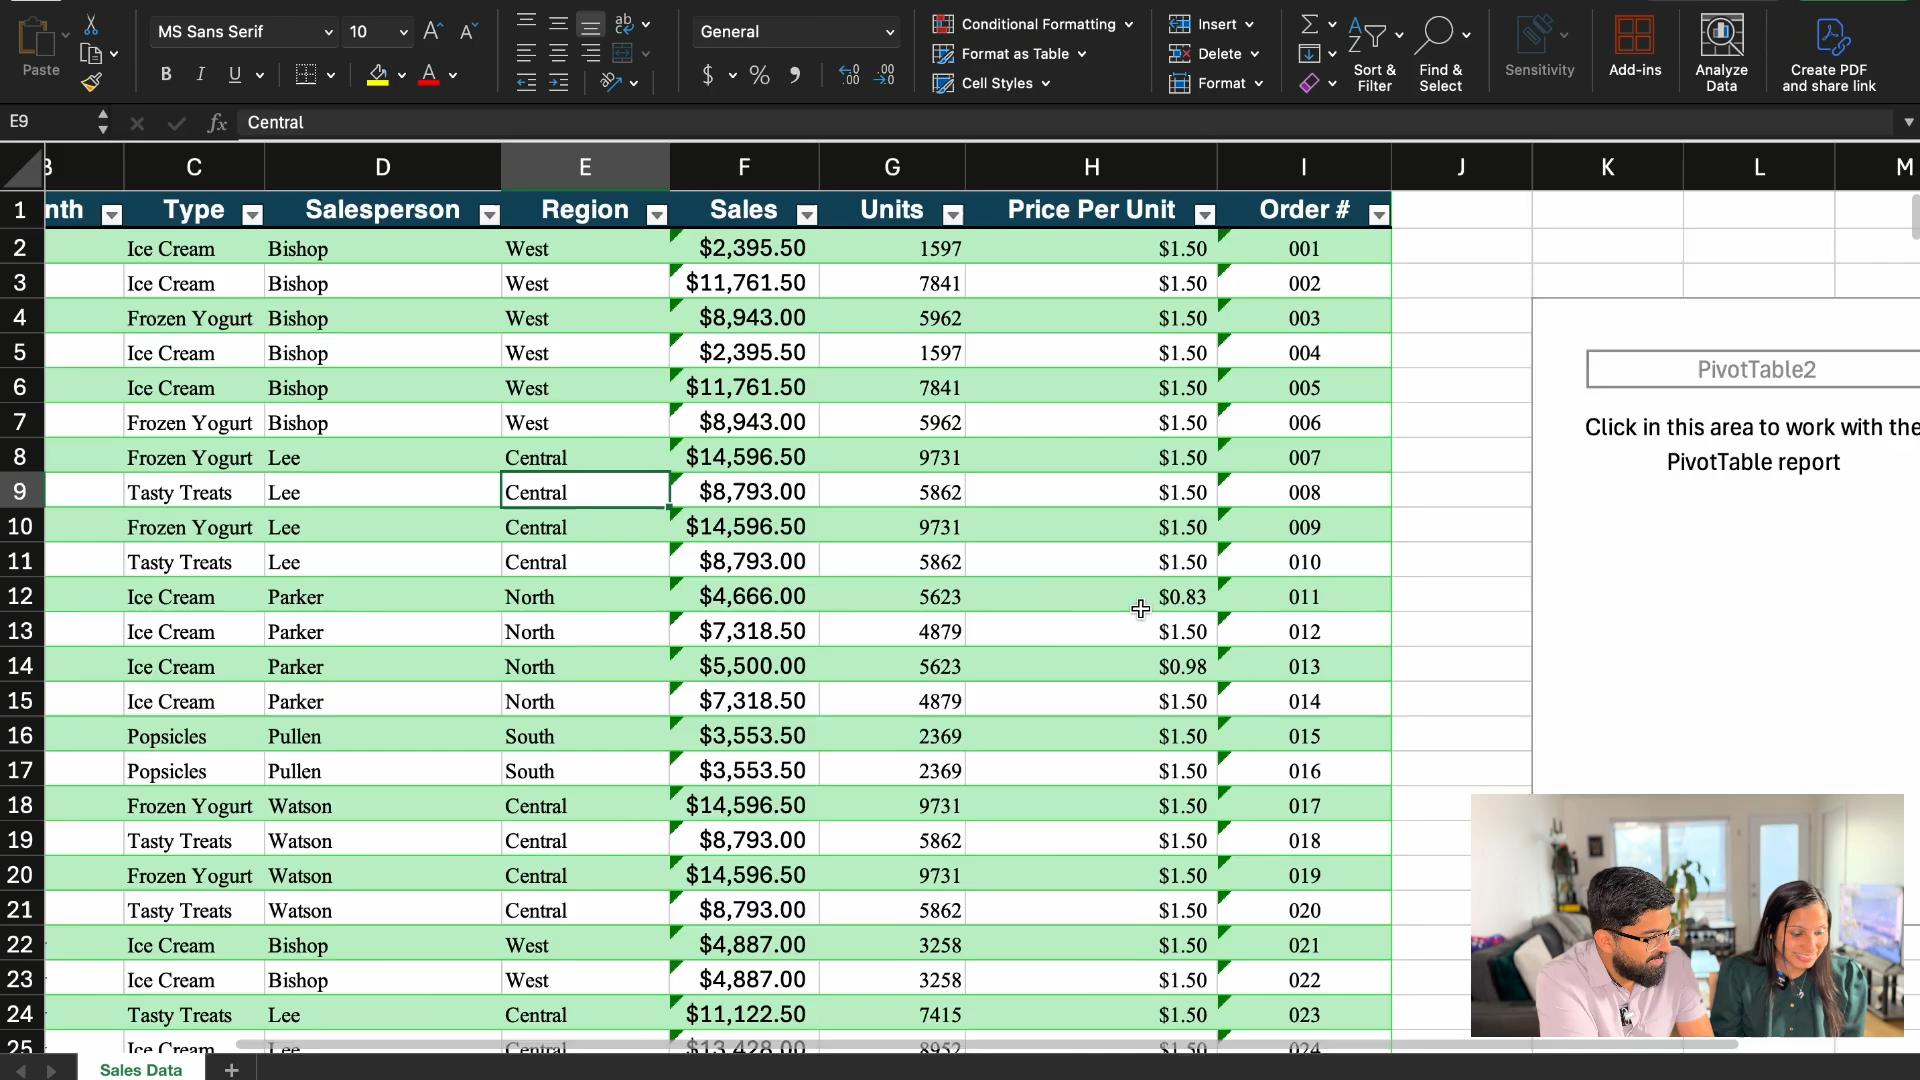 MS Sans Serif 10 General Conditional Formatting Insert
Paste B I U $ % Format as Table Delete Sort & Filter Find & Select Sensitivity Add-ins Analyze Data Create PDF and share link
Cell Styles Format
E9 fx Central
C D E F G H I J K L M
1 nth Type Salesperson Region Sales Units Price Per Unit Order #
2 Ice Cream Bishop West $2,395.50 1597 $1.50 001
3 Ice Cream Bishop West $11,761.50 7841 $1.50 002
4 Frozen Yogurt Bishop West $8,943.00 5962 $1.50 003
5 Ice Cream Bishop West $2,395.50 1597 $1.50 004
6 Ice Cream Bishop West $11,761.50 7841 $1.50 005
7 Frozen Yogurt Bishop West $8,943.00 5962 $1.50 006
8 Frozen Yogurt Lee Central $14,596.50 9731 $1.50 007
9 Tasty Treats Lee Central $8,793.00 5862 $1.50 008
10 Frozen Yogurt Lee Central $14,596.50 9731 $1.50 009
11 Tasty Treats Lee Central $8,793.00 5862 $1.50 010
12 Ice Cream Parker North $4,666.00 5623 $0.83 011
13 Ice Cream Parker North $7,318.50 4879 $1.50 012
14 Ice Cream Parker North $5,500.00 5623 $0.98 013
15 Ice Cream Parker North $7,318.50 4879 $1.50 014
16 Popsicles Pullen South $3,553.50 2369 $1.50 015
17 Popsicles Pullen South $3,553.50 2369 $1.50 016
18 Frozen Yogurt Watson Central $14,596.50 9731 $1.50 017
19 Tasty Treats Watson Central $8,793.00 5862 $1.50 018
20 Frozen Yogurt Watson Central $14,596.50 9731 $1.50 019
21 Tasty Treats Watson Central $8,793.00 5862 $1.50 020
22 Ice Cream Bishop West $4,887.00 3258 $1.50 021
23 Ice Cream Bishop West $4,887.00 3258 $1.50 022
24 Tasty Treats Lee Central $11,122.50 7415 $1.50 023
25 Ice Cream Lee Central $13,428.00 8952 $1.50 024
PivotTable2
Click in this area to work with the
PivotTable report
Sales Data